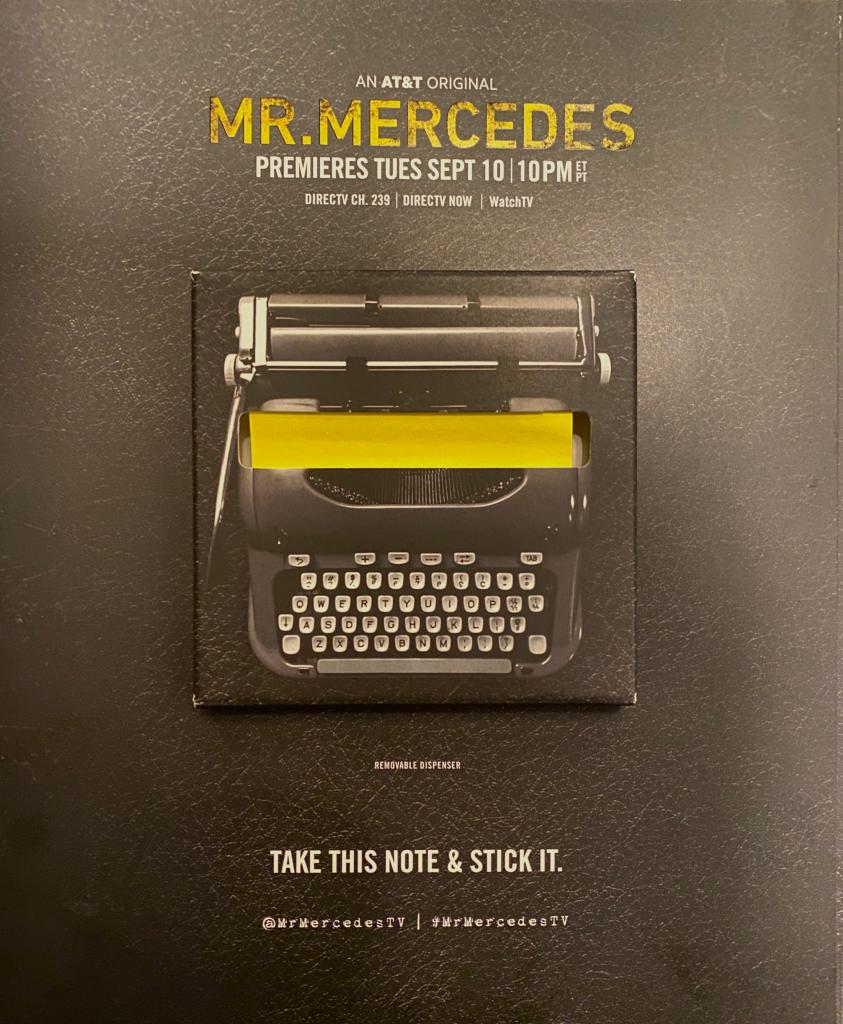 AN AT&T ORIGINAL
MR. MERCEDES
PREMIERES TUES SEPT 10 | 10PM ET PT
DIRECTV CH. 239 | DIRECTV NOW | WatchTV
TAB
Q W E R T Y U I O P
A S D F G H J K L
Z X C V B N M
REMOVABLE DISPENSER
TAKE THIS NOTE & STICK IT.
@MrMercedesTV | #MrMercedesTV